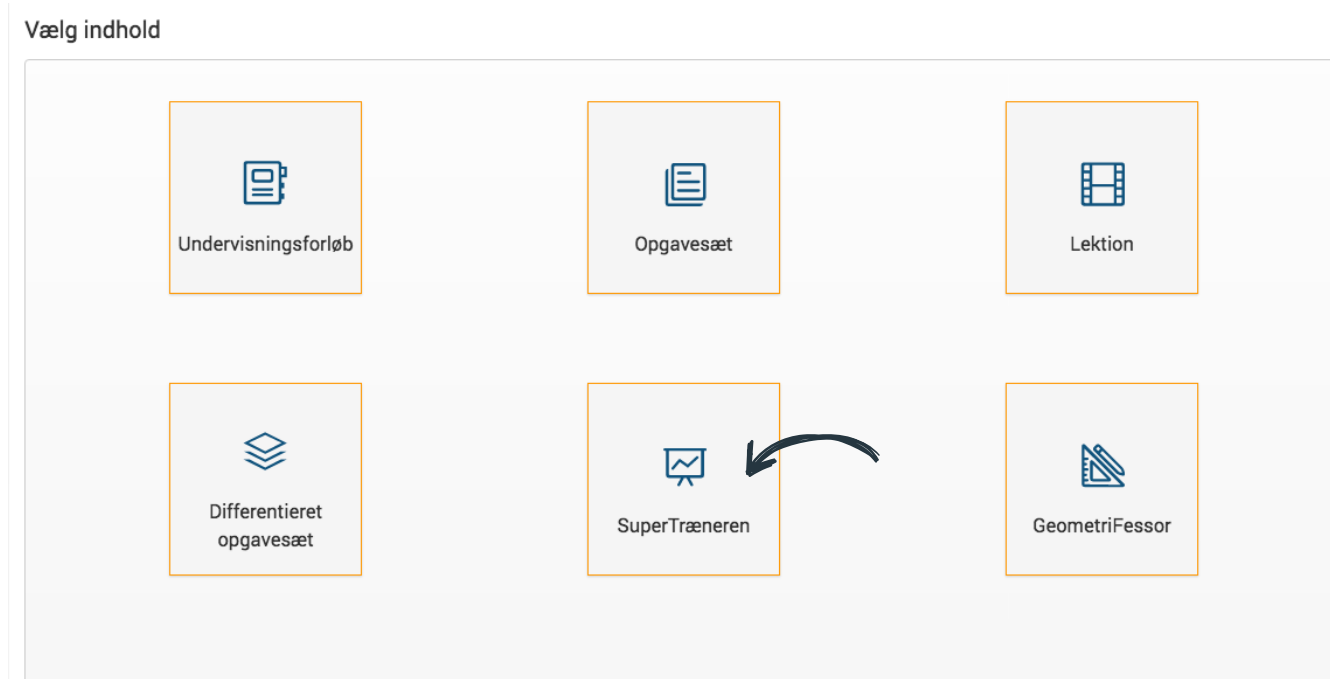 Vælg indhold
Undervisningsforløb
Opgavesæt
Lektion
Differentieret
opgavesæt
SuperTræneren
GeometriFessor